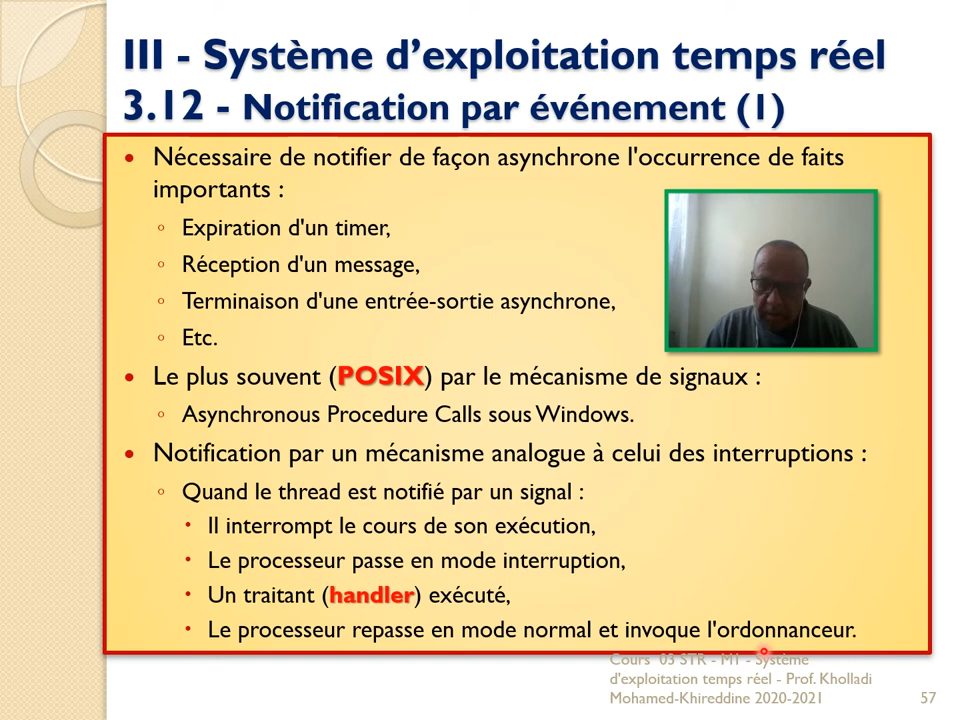 III - Système d’exploitation temps réel
3.12 - Notification par événement (1)
• Nécessaire de notifier de façon asynchrone l'occurrence de faits
importants :
◦ Expiration d'un timer,
◦ Réception d'un message,
◦ Terminaison d'une entrée-sortie asynchrone,
◦ Etc.
• Le plus souvent (POSIX) par le mécanisme de signaux :
◦ Asynchronous Procedure Calls sous Windows.
• Notification par un mécanisme analogue à celui des interruptions :
◦ Quand le thread est notifié par un signal :
• Il interrompt le cours de son exécution,
• Le processeur passe en mode interruption,
• Un traitant (handler) exécuté,
• Le processeur repasse en mode normal et invoque l'ordonnanceur.
Cours 03 STR - M1 - Système
d'exploitation temps réel - Prof. Kholladi
Mohamed-Khireddine 2020-2021
57